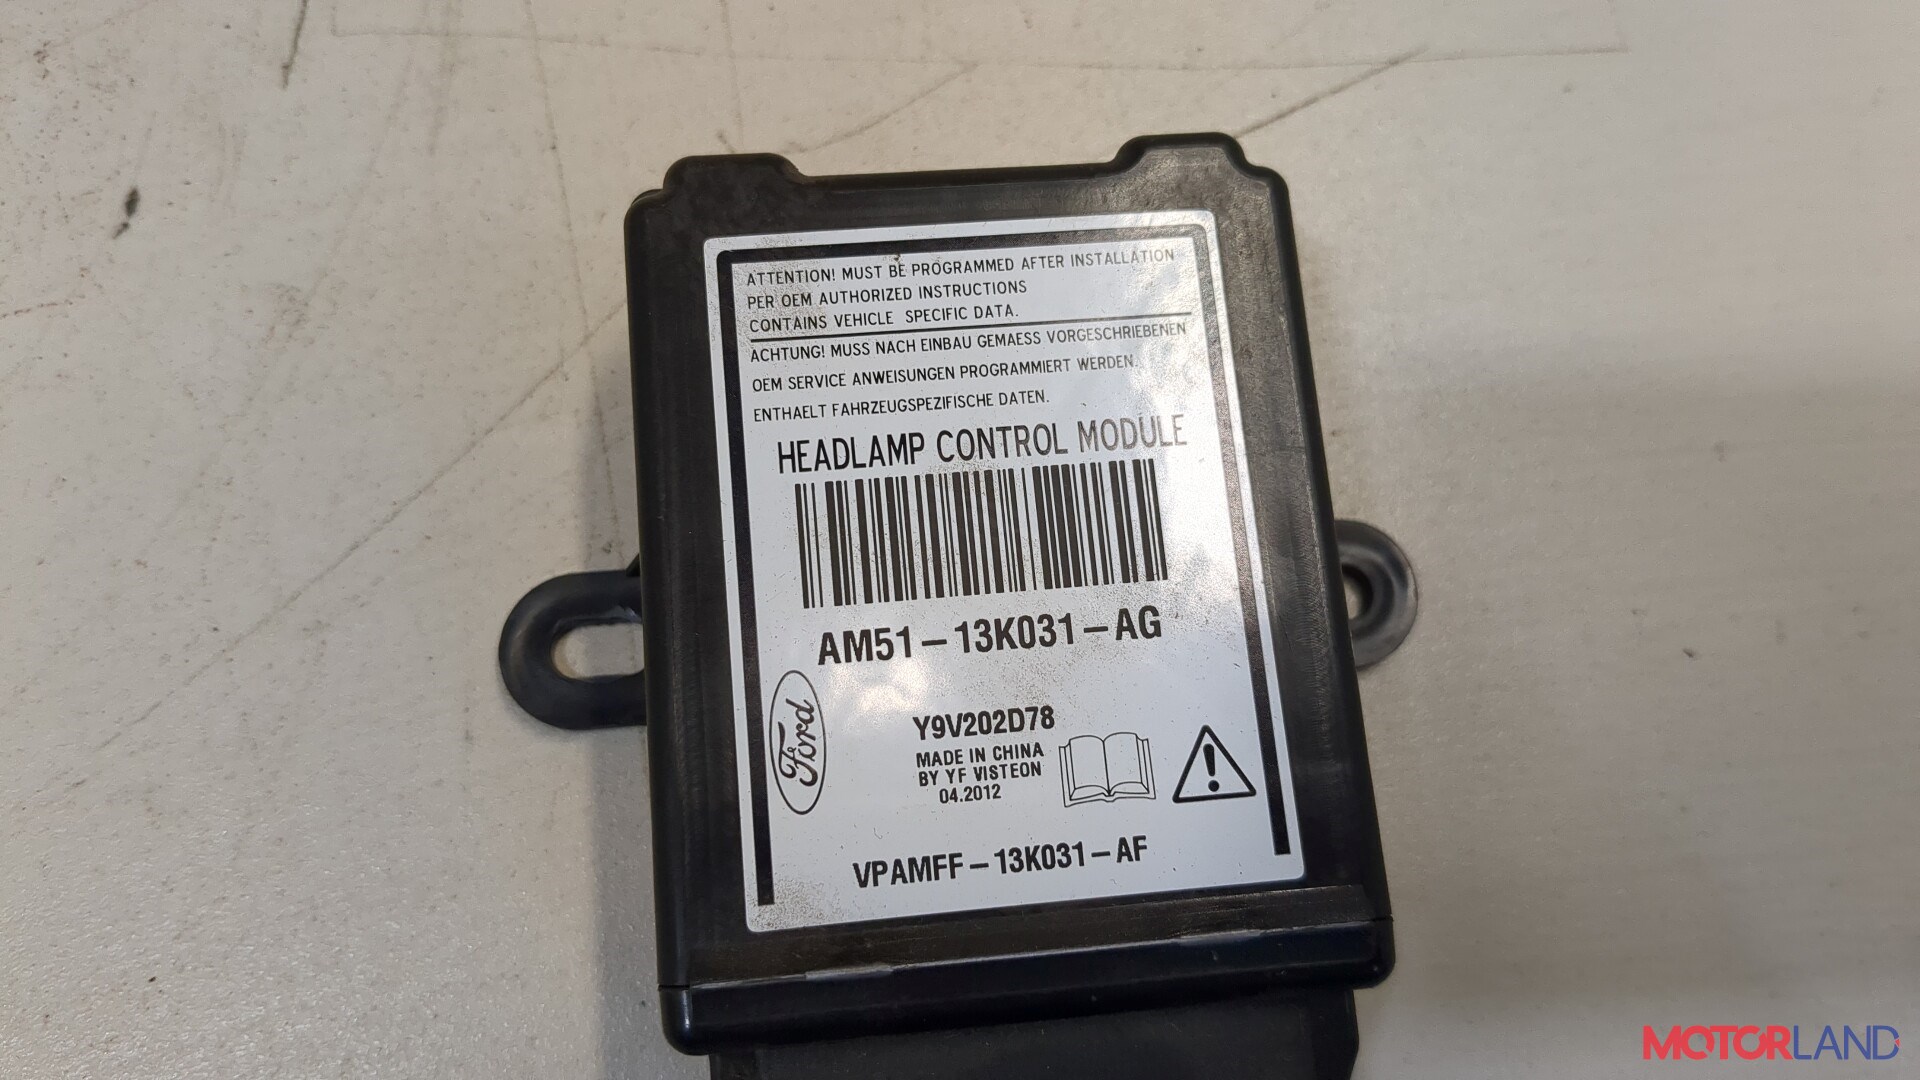 ATTENTION! MUST BE PROGRAMMED AFTER INSTALLATION
PER OEM AUTHORIZED INSTRUCTIONS
CONTAINS VEHICLE SPECIFIC DATA.
ACHTUNG! MUSS NACH EINBAU GEMAESS VORGESCHRIEBENEN
OEM SERVICE ANWEISUNGEN PROGRAMMIERT WERDEN.
ENTHAELT FAHRZEUGSPEZIFISCHE DATEN.
HEADLAMP CONTROL MODULE
AM51-13K031-AG
Ford
Y9V202D78
MADE IN CHINA
BY YF VISTEON
04.2012
VPAMFF-13K031-AF
MOTORLAND